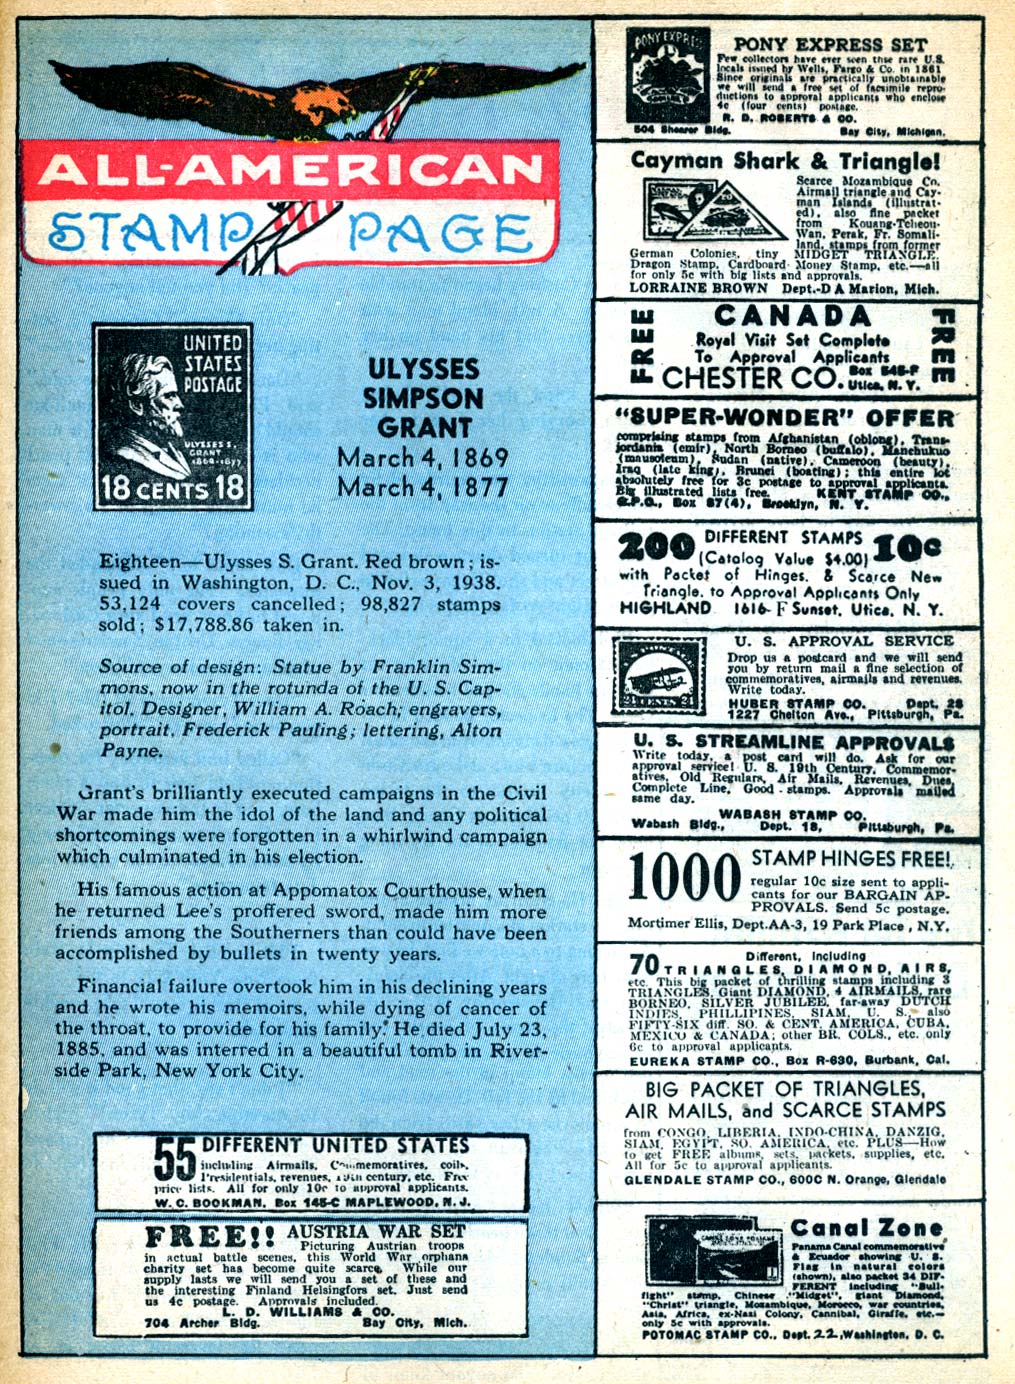 ALL-AMERICAN
STAMP PAGE
UNITED
STATES
POSTAGE
ULYSSES S.
GRANT
1869-1877
18 CENTS 18
ULYSSES
SIMPSON
GRANT
March 4, 1869
March 4, 1877
Eighteen—Ulysses S. Grant. Red brown; is-
sued in Washington, D. C., Nov. 3, 1938.
53,124 covers cancelled; 98,827 stamps
sold; $17,788.86 taken in.
Source of design: Statue by Franklin Sim-
mons, now in the rotunda of the U. S. Cap-
itol. Designer, William A. Roach; engravers,
portrait, Frederick Pauling; lettering, Alton
Payne.
Grant's brilliantly executed campaigns in the Civil
War made him the idol of the land and any political
shortcomings were forgotten in a whirlwind campaign
which culminated in his election.
His famous action at Appomatox Courthouse, when
he returned Lee's proffered sword, made him more
friends among the Southerners than could have been
accomplished by bullets in twenty years.
Financial failure overtook him in his declining years
and he wrote his memoirs, while dying of cancer of
the throat, to provide for his family. He died July 23,
1885, and was interred in a beautiful tomb in River-
side Park, New York City.
55 DIFFERENT UNITED STATES
including Airmails, Commemoratives, coils,
Presidentials, revenues, 19th century, etc. Free
price lists. All for only 10c to approval applicants.
W. C. BOOKMAN, Box 145-C MAPLEWOOD, N. J.
FREE!! AUSTRIA WAR SET
Picturing Austrian troops
in actual battle scenes, this World War orphans
charity set has become quite scarce. While our
supply lasts we will send you a set of these and
the interesting Finland Helsingfors set. Just send
us 4c postage. Approvals included.
L. D. WILLIAMS & CO.
704 Archer Bldg. Bay City, Mich.
PONY EXPRESS
PONY EXPRESS SET
Few collectors have ever seen these rare U.S.
locals issued by Wells, Fargo & Co. in 1861
Since originals are practically unobtainable
we will send a free set of facsimile repro-
ductions to approval applicants who enclose
4c (four cents) postage.
R. D. ROBERTS & CO.
504 Shearer Bldg. Bay City, Michigan.
Cayman Shark & Triangle!
Scarce Mozambique Co.
Airmail triangle and Cay-
man Islands (illustrat-
ed), also fine packet
from Kouang-Tcheou-
Wan, Perak, Fr. Somali-
land, stamps from former
German Colonies, tiny MIDGET TRIANGLE,
Dragon Stamp, Cardboard Money Stamp, etc.—all
for only 5c with big lists and approvals.
LORRAINE BROWN Dept.-D A Marion, Mich.
FREE CANADA FREE
Royal Visit Set Complete
To Approval Applicants
CHESTER CO. Box 545-F
Utica, N. Y.
"SUPER-WONDER" OFFER
comprising stamps from Afghanistan (oblong), Trans-
jordania (emir), North Borneo (buffalo), Manchukuo
(mausoleum), Sudan (native), Cameroon (beauty),
Iraq (late king), Brunei (boating); this entire lot
absolutely free for 3c postage to approval applicants.
Big illustrated lists free. KENT STAMP CO.,
G.P.O., Box 87(4), Brooklyn, N. Y.
200 DIFFERENT STAMPS 10c
(Catalog Value $4.00)
with Packet of Hinges, & Scarce New
Triangle, to Approval Applicants Only
HIGHLAND 1616-F Sunset, Utica, N. Y.
24 CENTS 24
U. S. APPROVAL SERVICE
Drop us a postcard and we will send
you by return mail a fine selection of
commemoratives, airmails and revenues.
Write today.
HUBER STAMP CO. Dept. 28
1227 Chelton Ave., Pittsburgh, Pa.
U. S. STREAMLINE APPROVALS
Write today, a post card will do. Ask for our
approval service! U. S. 19th Century, Commemor-
atives, Old Regulars, Air Mails, Revenues, Dues,
Complete Line, Good stamps. Approvals mailed
same day.
WABASH STAMP CO.
Wabash Bldg., Dept. 18, Pittsburgh, Pa.
1000 STAMP HINGES FREE!
regular 10c size sent to appli-
cants for our BARGAIN AP-
PROVALS. Send 5c postage.
Mortimer Ellis, Dept.AA-3, 19 Park Place, N.Y.
70 Different, Including
TRIANGLES, DIAMOND, AIRS,
etc. This big packet of thrilling stamps including 3
TRIANGLES, Giant DIAMOND, 4 AIRMAILS, rare
BORNEO, SILVER JUBILEE, far-away DUTCH
INDIES, PHILLIPINES, SIAM, U. S., also
FIFTY-SIX diff. SO. & CENT. AMERICA, CUBA,
MEXICO & CANADA; other BR. COLS., etc. only
6c to approval applicants.
EUREKA STAMP CO., Box R-630, Burbank, Cal.
BIG PACKET OF TRIANGLES,
AIR MAILS, and SCARCE STAMPS
from CONGO, LIBERIA, INDO-CHINA, DANZIG,
SIAM, EGYPT, SO. AMERICA, etc. PLUS—How
to get FREE albums, sets, packets, supplies, etc.
All for 5c to approval applicants.
GLENDALE STAMP CO., 600C N. Orange, Glendale
CANAL ZONE POSTAGE
Canal Zone
Panama Canal commemorative
& Ecuador showing U. S.
Flag in natural colors
(shown), also packet 34 DIF-
FERENT including "Bull-
fight" stamp, Chinese "Midget", giant Diamond,
"Christ" triangle, Mozambique, Morocco, war countries,
Asia, Africa, ex-Nazi Colony, Cannibal, Giraffe, etc.—
only 5c with approvals.
POTOMAC STAMP CO., Dept. 22, Washington, D. C.